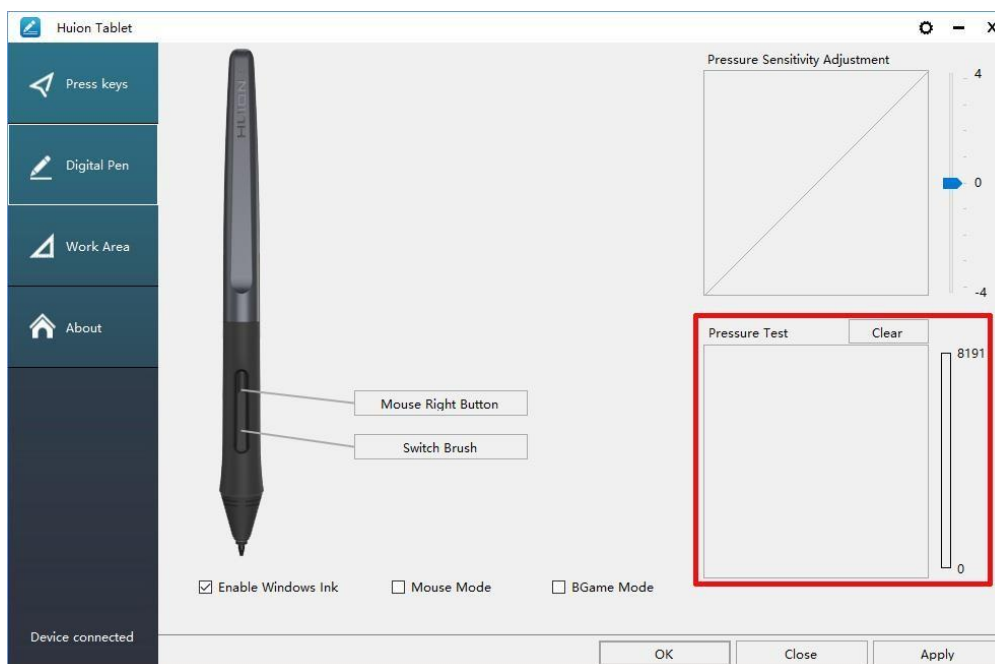 Huion Tablet
X
Press keys
Digital Pen
Work Area
About
Device connected
HUION
Mouse Right Button
Switch Brush
Enable Windows Ink
Mouse Mode
BGame Mode
Pressure Sensitivity Adjustment
4
0
-4
Pressure Test
Clear
8191
0
OK
Close
Apply